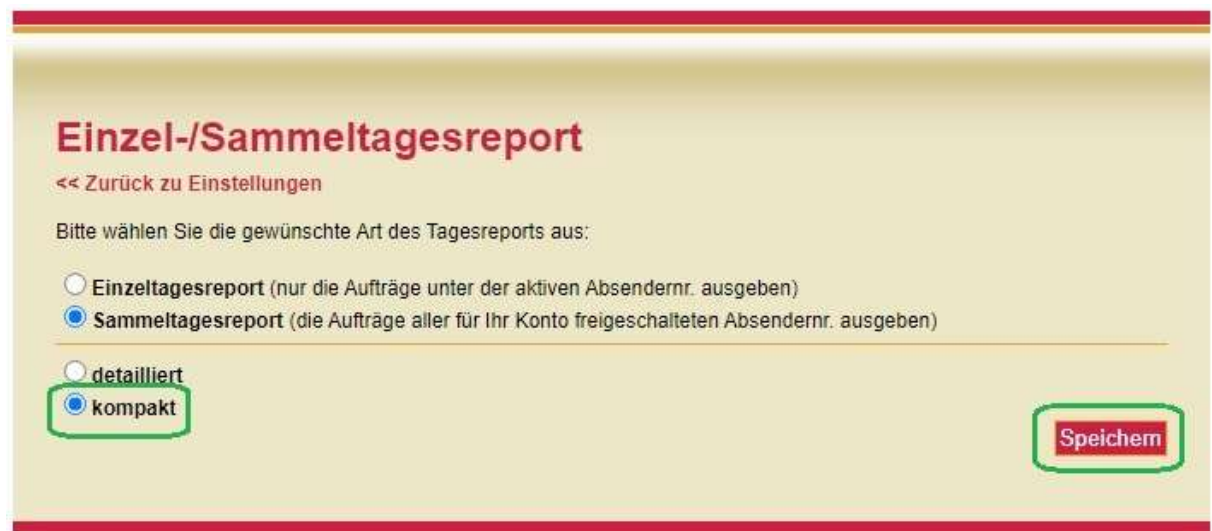 Einzel-/Sammeltagesreport
<< Zurück zu Einstellungen
Bitte wählen Sie die gewünschte Art des Tagesreports aus:
Einzeltagesreport (nur die Aufträge unter der aktiven Absendernr. ausgeben)
Sammeltagesreport (die Aufträge aller für Ihr Konto freigeschalteten Absendernr. ausgeben)
detailliert
kompakt
Speichern